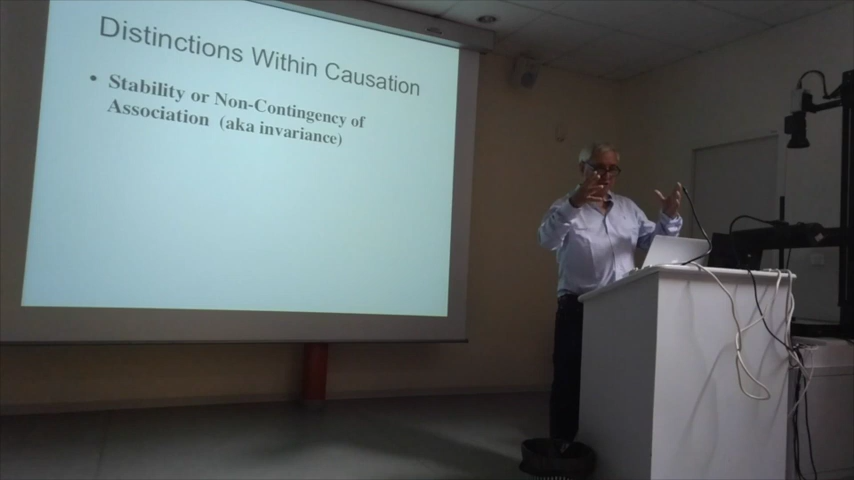 Distinctions Within Causation
• Stability or Non-Contingency of
Association (aka invariance)